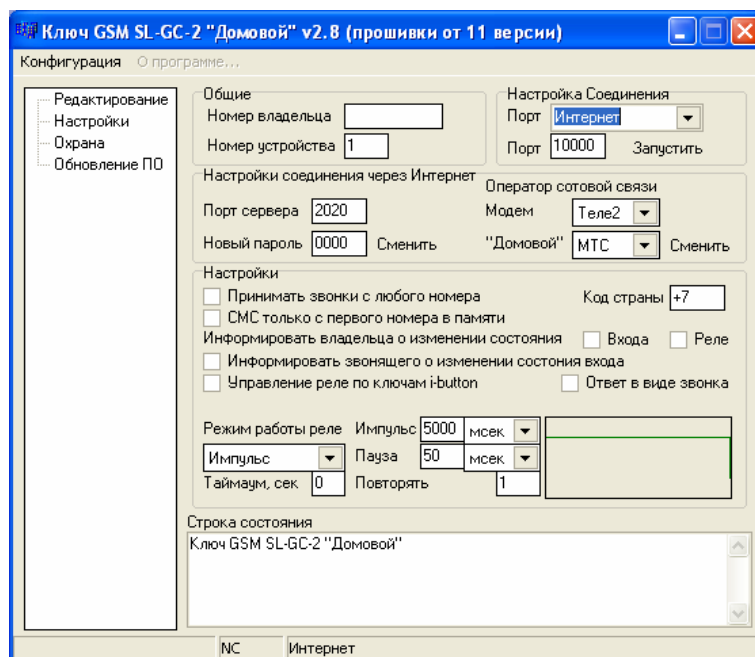 Ключ GSM SL-GC-2 "Домовой" v2.8 (прошивки от 11 версии)
Конфигурация О программе...
Редактирование
Настройки
Охрана
Обновление ПО
Общие
Номер владельца
Номер устройства 1
Настройка Соединения
Порт Интернет
Порт 10000 Запустить
Настройки соединения через Интернет
Порт сервера 2020
Новый пароль 0000 Сменить
Оператор сотовой связи
Модем Теле2
"Домовой" МТС Сменить
Настройки
Принимать звонки с любого номера Код страны +7
СМС только с первого номера в памяти
Информировать владельца о изменении состояния Входа Реле
Информировать звонящего о изменении состония входа
Управление реле по ключам i-button Ответ в виде звонка
Режим работы реле Импульс 5000 мсек
Импульс Пауза 50 мсек
Таймаум, сек 0 Повторять 1
Строка состояния
Ключ GSM SL-GC-2 "Домовой"
NC Интернет